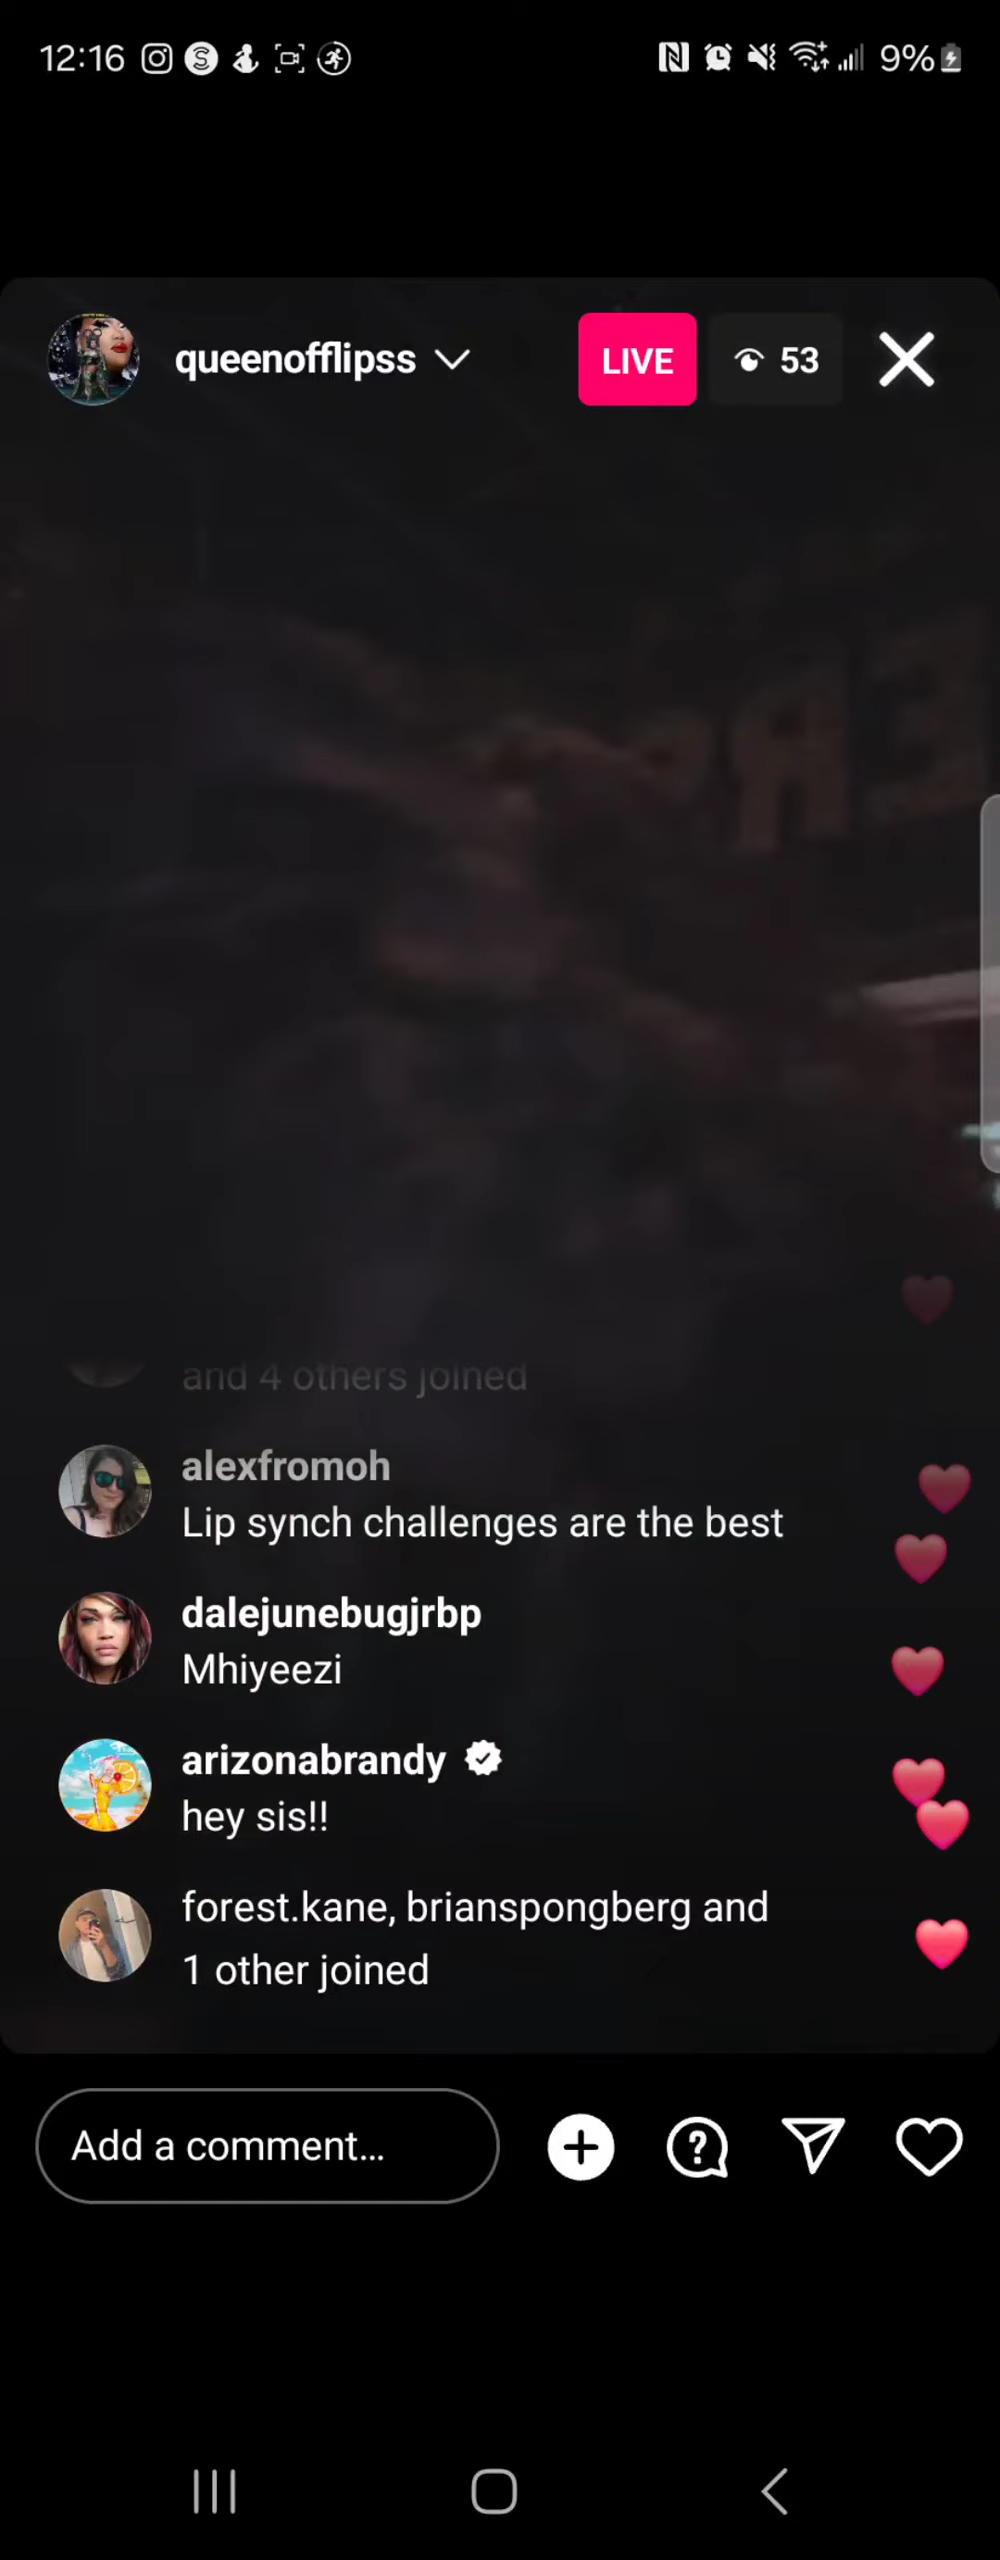 12:16
9%
queenofflipss
LIVE
53
ER
and 4 others joined
alexfromoh
Lip synch challenges are the best
dalejunebugjrbp
Mhiyeezi
arizonabrandy
hey sis!!
forest.kane, brianspongberg and
1 other joined
Add a comment...